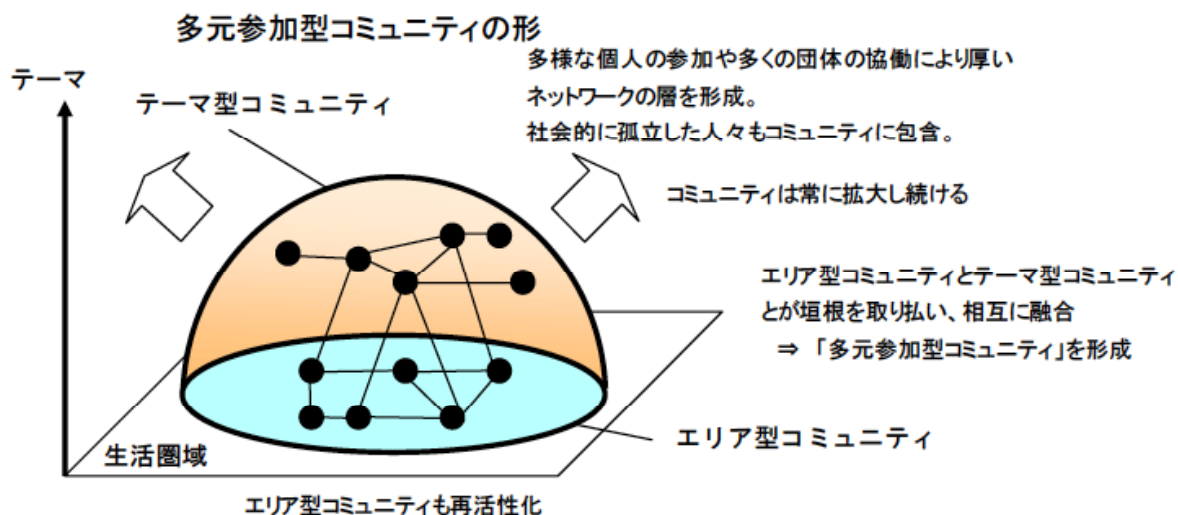 多元参加型コミュニティの形
テーマ
テーマ型コミュニティ
多様な個人の参加や多くの団体の協働により厚い
ネットワークの層を形成。
社会的に孤立した人々もコミュニティに包含。
コミュニティは常に拡大し続ける
エリア型コミュニティとテーマ型コミュニティ
とが垣根を取り払い、相互に融合
⇒ 「多元参加型コミュニティ」を形成
エリア型コミュニティ
生活圏域
エリア型コミュニティも再活性化